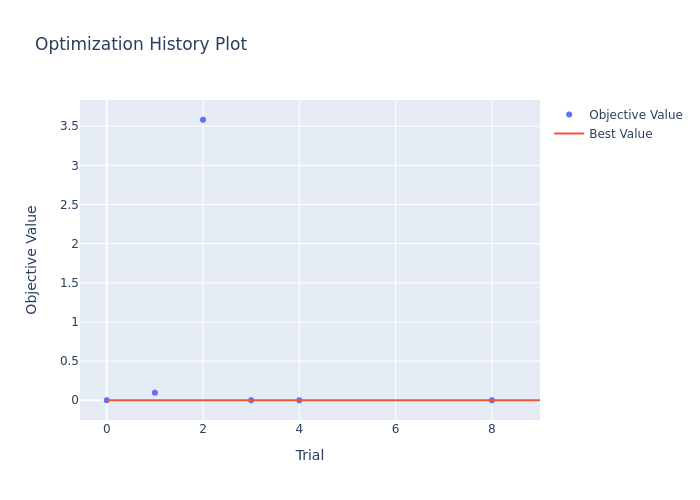 Optimization History Plot
Objective Value
Best Value
3.5
3
2.5
2
1.5
1
0.5
0
Objective Value
0 2 4 6 8
Trial